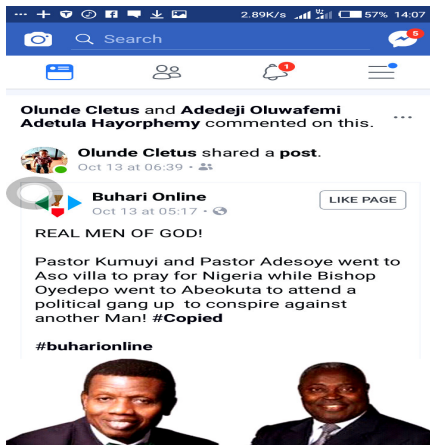 2.89K/s 57% 14:07
Search
5
1
Olunde Cletus and Adedeji Oluwafemi
Adetula Hayorphemy commented on this.
Olunde Cletus shared a post.
Oct 13 at 06:39
Buhari Online
Oct 13 at 05:17
LIKE PAGE
REAL MEN OF GOD!
Pastor Kumuyi and Pastor Adesoye went to
Aso villa to pray for Nigeria while Bishop
Oyedepo went to Abeokuta to attend a
political gang up to conspire against
another Man! #Copied
#buharionline